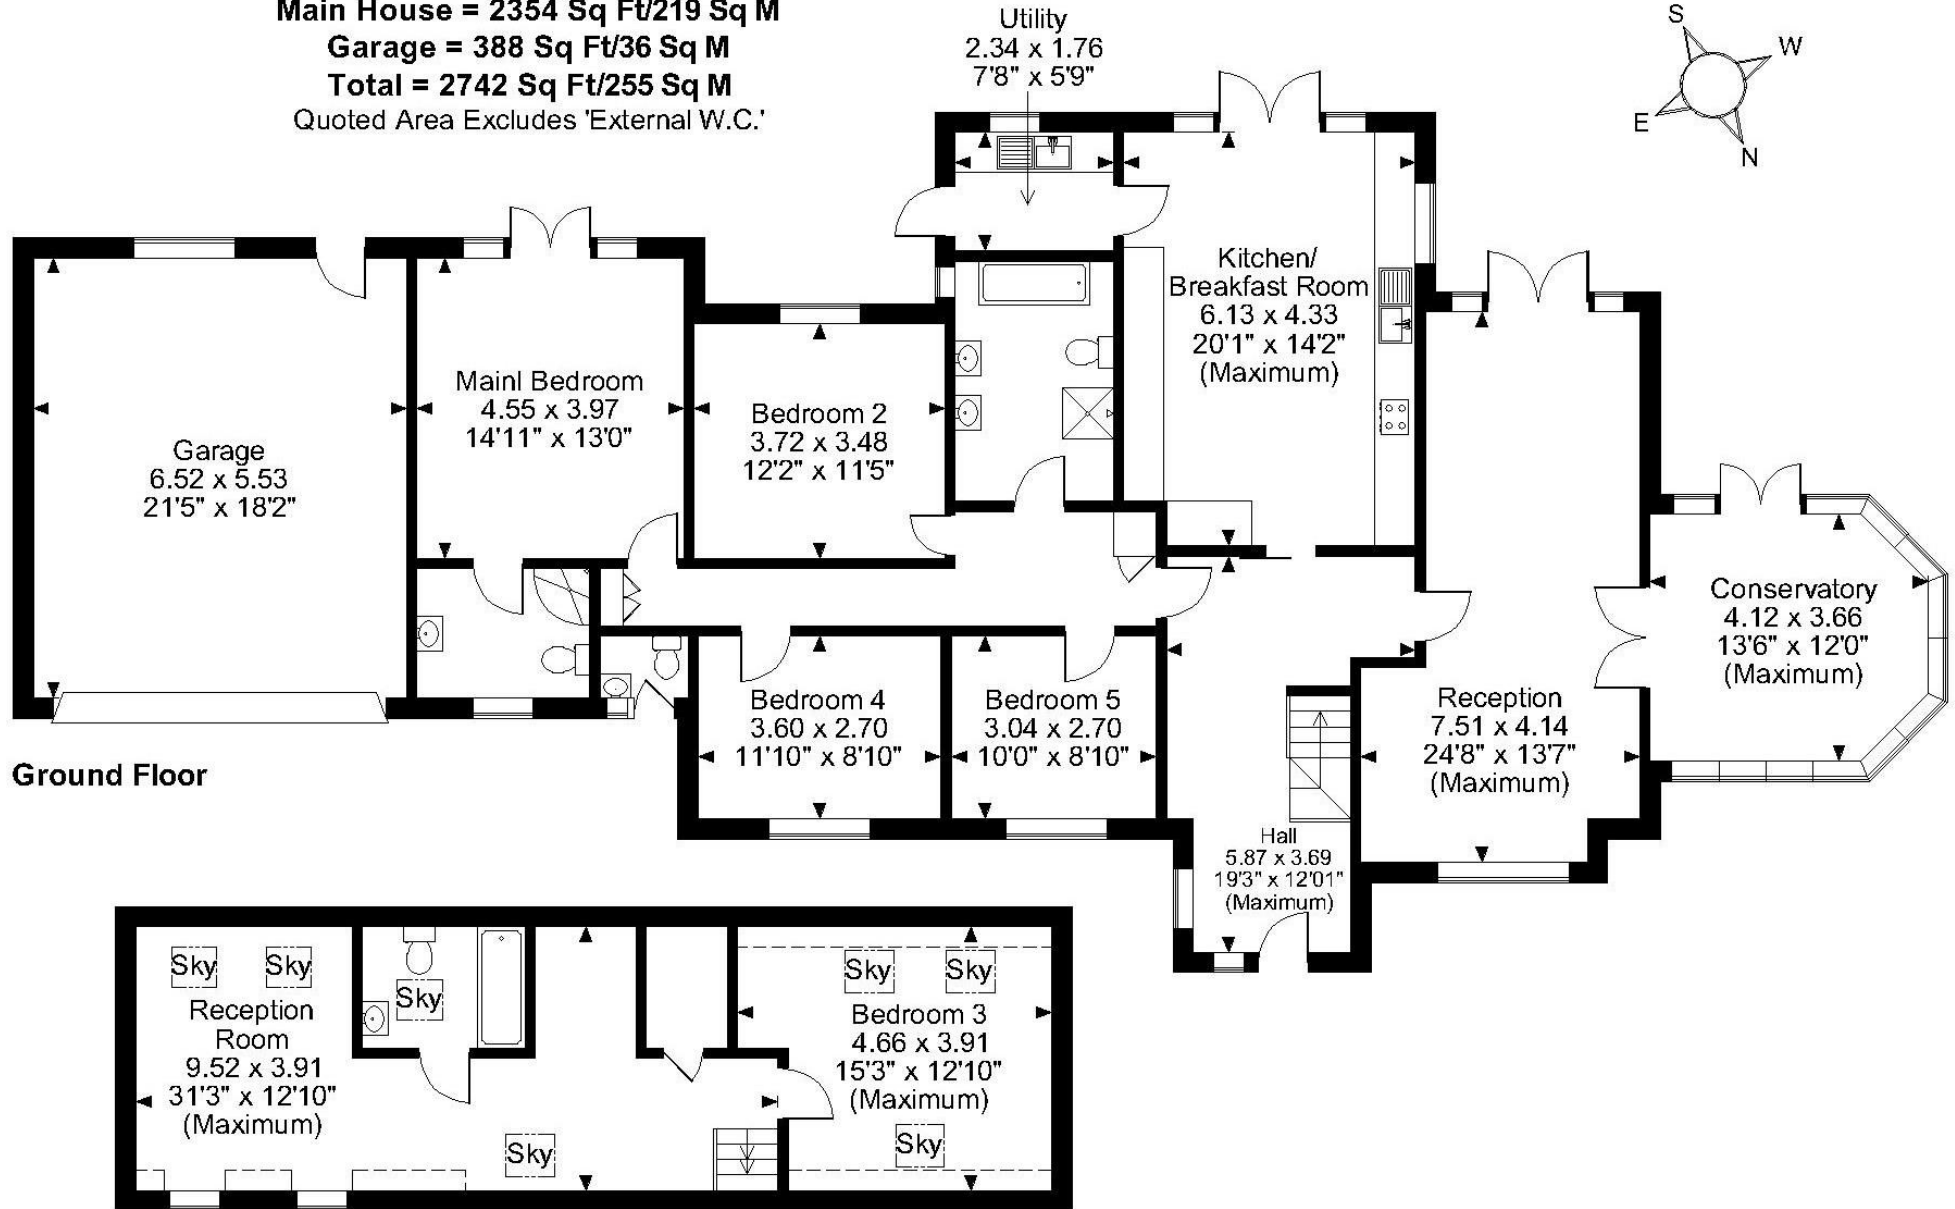 Main House = 2354 Sq Ft/219 Sq M
Garage = 388 Sq Ft/36 Sq M
Total = 2742 Sq Ft/255 Sq M
Quoted Area Excludes 'External W.C.'
Utility
2.34 x 1.76
7'8" x 5'9"
S
W
E
N
Kitchen/
Breakfast Room
6.13 x 4.33
20'1" x 14'2"
(Maximum)
Mainl Bedroom
4.55 x 3.97
14'11" x 13'0"
Bedroom 2
3.72 x 3.48
12'2" x 11'5"
Garage
6.52 x 5.53
21'5" x 18'2"
Conservatory
4.12 x 3.66
13'6" x 12'0"
(Maximum)
Bedroom 4
3.60 x 2.70
11'10" x 8'10"
Bedroom 5
3.04 x 2.70
10'0" x 8'10"
Reception
7.51 x 4.14
24'8" x 13'7"
(Maximum)
Ground Floor
Hall
5.87 x 3.69
19'3" x 12'01"
(Maximum)
Sky
Sky
Sky
Sky
Sky
Reception
Room
9.52 x 3.91
31'3" x 12'10"
(Maximum)
Bedroom 3
4.66 x 3.91
15'3" x 12'10"
(Maximum)
Sky
Sky